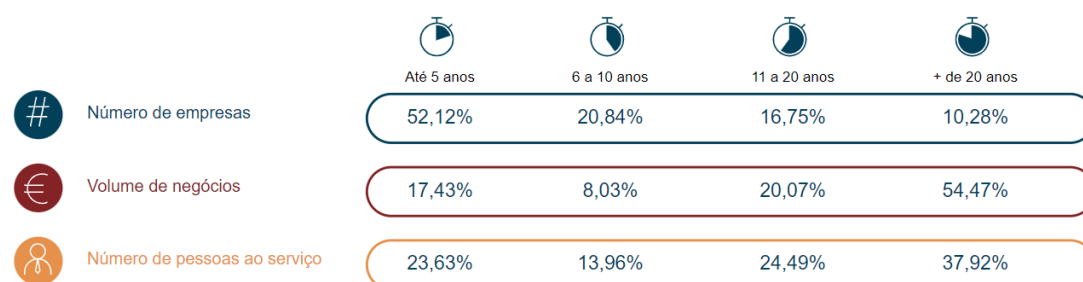 Até 5 anos 6 a 10 anos 11 a 20 anos + de 20 anos
# Número de empresas 52,12% 20,84% 16,75% 10,28%
€ Volume de negócios 17,43% 8,03% 20,07% 54,47%
Número de pessoas ao serviço 23,63% 13,96% 24,49% 37,92%